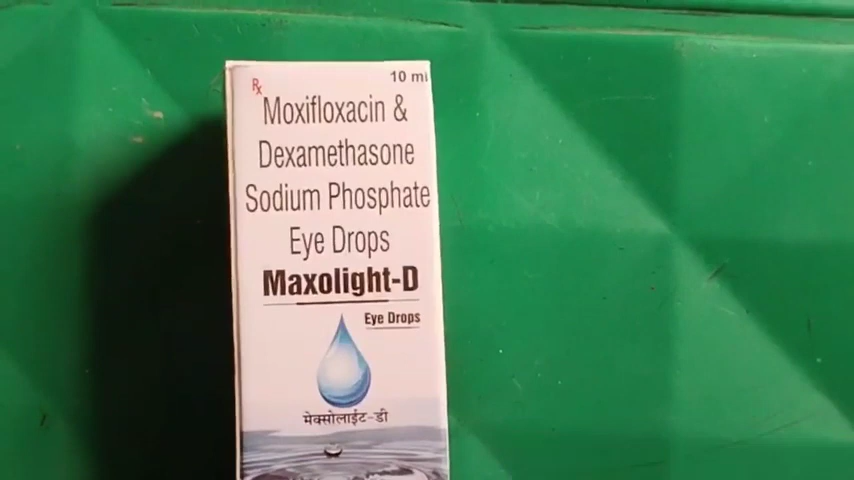 Rx 10 ml
Moxifloxacin &
Dexamethasone
Sodium Phosphate
Eye Drops
Maxolight-D
Eye Drops
मेक्सोलाईट-डी